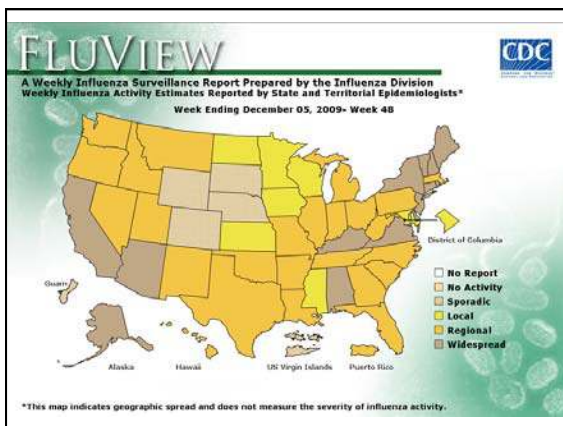 FLUVIEW
CDC
A Weekly Influenza Surveillance Report Prepared by the Influenza Division
Weekly Influenza Activity Estimates Reported by State and Territorial Epidemiologists*
Week Ending December 05, 2009- Week 48
District of Columbia
Guam
No Report
No Activity
Sporadic
Local
Regional
Widespread
Alaska
Hawaii
US Virgin Islands
Puerto Rico
*This map indicates geographic spread and does not measure the severity of influenza activity.